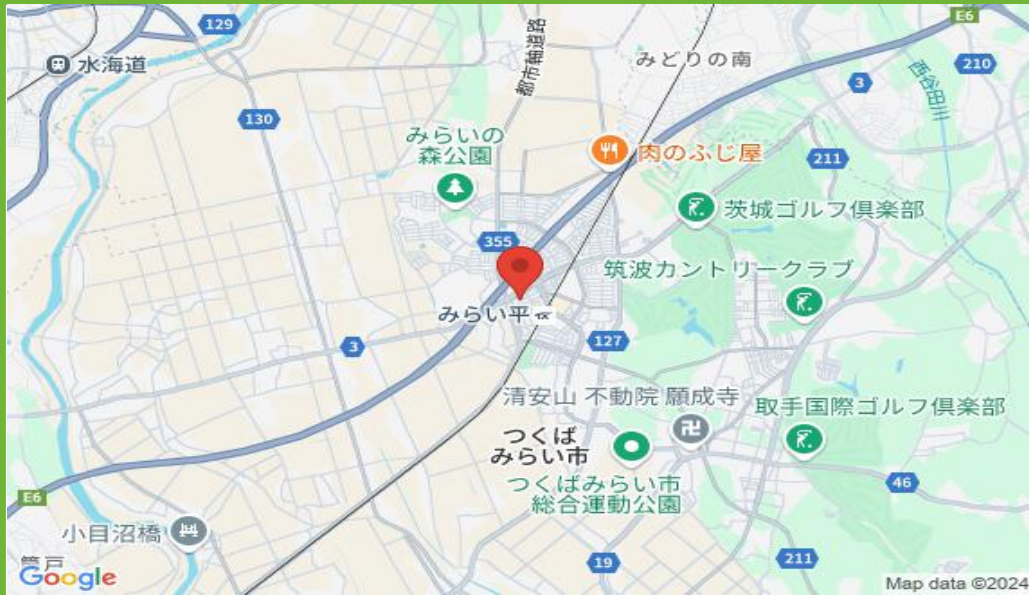 129
E6
水海道
都市軸道路
みどりの南
210
3
西谷田川
130
みらいの
森公園
肉のふじ屋
211
茨城ゴルフ倶楽部
355
筑波カントリークラブ
みらい平
3
127
清安山 不動院 願成寺
取手国際ゴルフ倶楽部
つくば
みらい市
46
つくばみらい市
総合運動公園
E6
小目沼橋
19
211
筒戸
Google
Map data ©2024